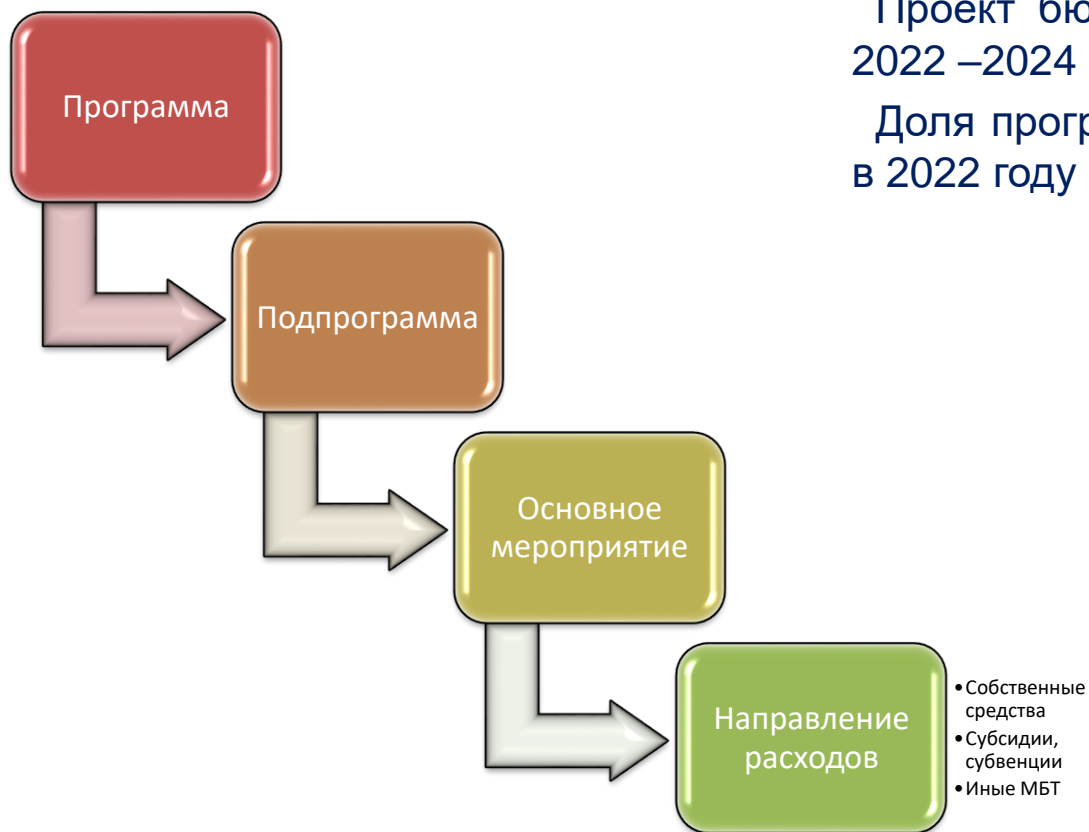 Проект
2022 –2024
Доля
в 2022 году
Программа
Подпрограмма
Основное
мероприятие
Направление
расходов
•Собственные
средства
•Субсидии,
субвенции
•Иные МБТ